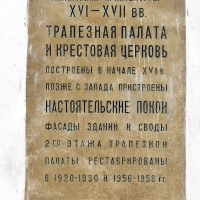 XVI-XVII ВВ.
ТРАПЕЗНАЯ ПАЛАТА
И КРЕСТОВАЯ ЦЕРКОВЬ
ПОСТРОЕНЫ В НАЧАЛЕ XVI в.
ПОЗЖЕ С ЗАПАДА ПРИСТРОЕНЫ
НАСТОЯТЕЛЬСКИЕ ПОКОИ
ФАСАДЫ ЗДАНИЙ И СВОДЫ
2го ЭТАЖА ТРАПЕЗНОЙ
ПАЛАТЫ РЕСТАВРИРОВАНЫ
В 1920-1930 И 1956-1958 гг.